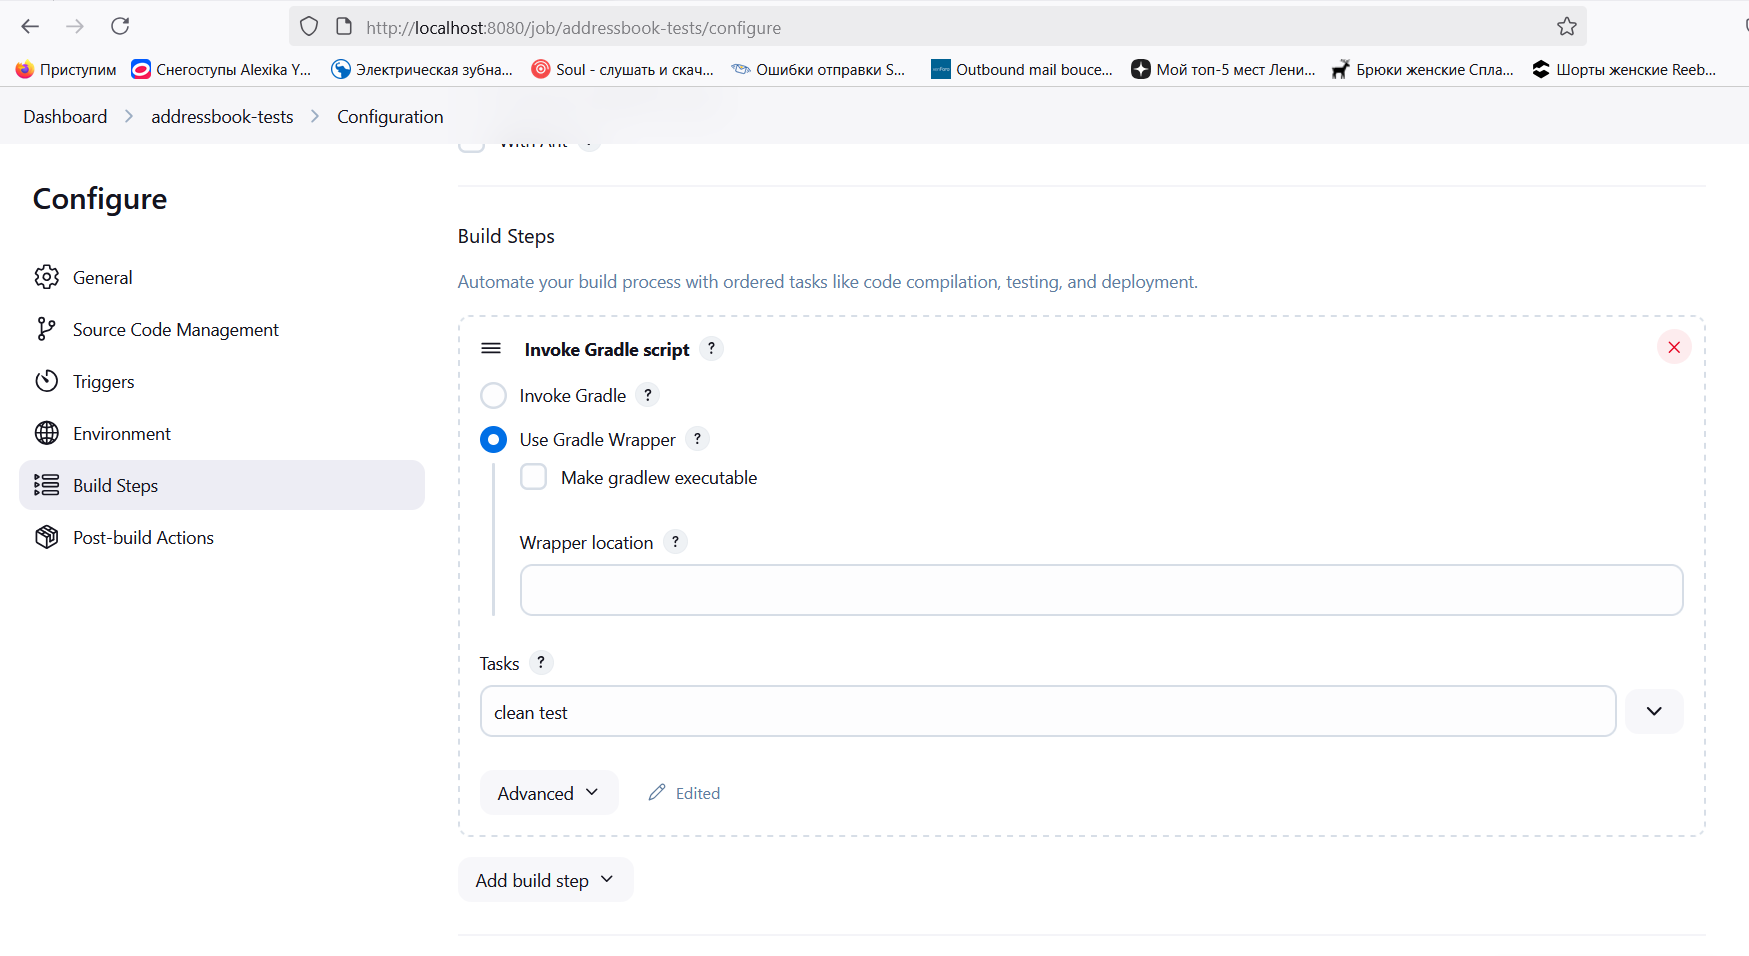 http://localhost:8080/job/addressbook-tests/configure
Приступим
Снегоступы Alexika Y...
Электрическая зубна...
Soul - слушать и скач...
Ошибки отправки S...
Outbound mail bouce...
Мой топ-5 мест Лени...
Брюки женские Спла...
Шорты женские Reeb...
Dashboard
addressbook-tests
Configuration
With Ant
Configure
General
Source Code Management
Triggers
Environment
Build Steps
Post-build Actions
Build Steps
Automate your build process with ordered tasks like code compilation, testing, and deployment.
Invoke Gradle script ?
Invoke Gradle ?
Use Gradle Wrapper ?
Make gradlew executable
Wrapper location ?
Tasks ?
clean test
Advanced
Edited
Add build step